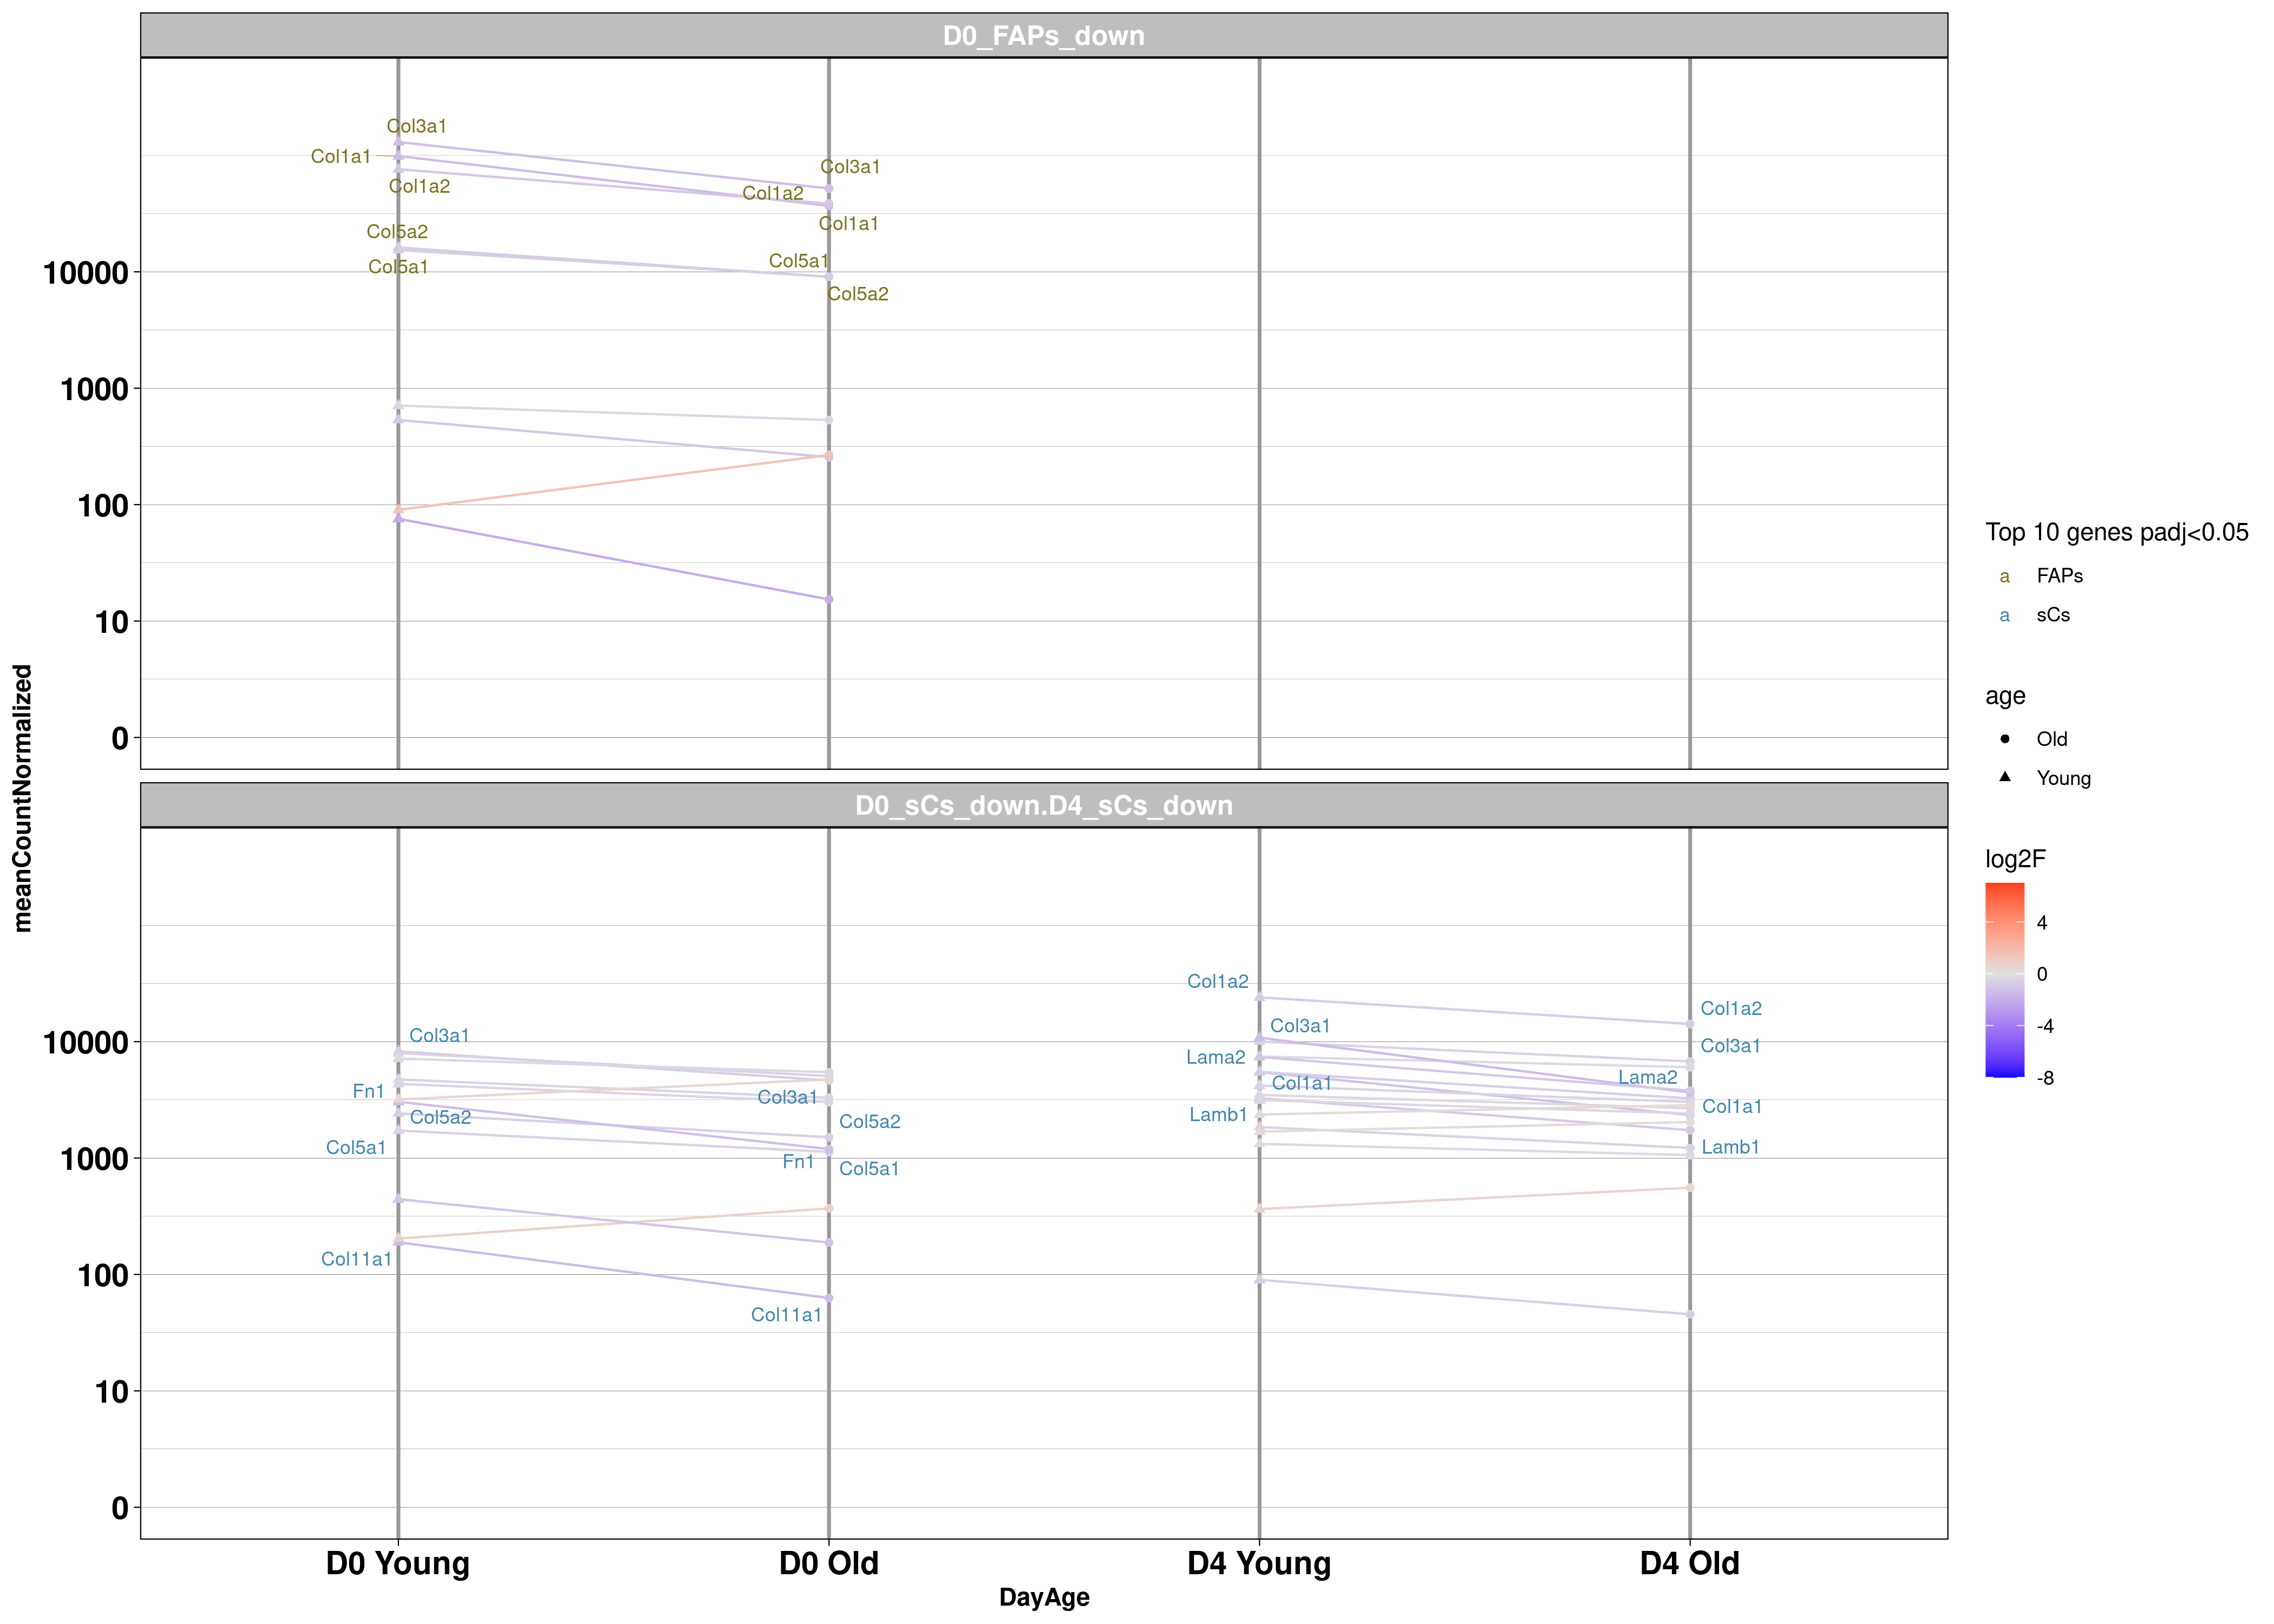 D0_FAPs_down
Col3a1
Col1a1
Col3a1
Col1a2
Col1a2
Col1a1
Col5a2
Col5a1
Col5a1
Col5a2
10000
1000
100
10
0
meanCountNormalized
D0_sCs_down.D4_sCs_down
Col1a2
Col1a2
Col3a1
Col3a1
Col3a1
Lama2
Lama2
Fn1
Col1a1
Col3a1
Col1a1
Col5a2
Lamb1
Col5a2
Col5a1
Lamb1
Fn1
Col5a1
Col11a1
Col11a1
10000
1000
100
10
0
D0 Young
D0 Old
D4 Young
D4 Old
DayAge
Top 10 genes padj<0.05
a FAPs
a sCs
age
Old
Young
log2F
4
0
-4
-8